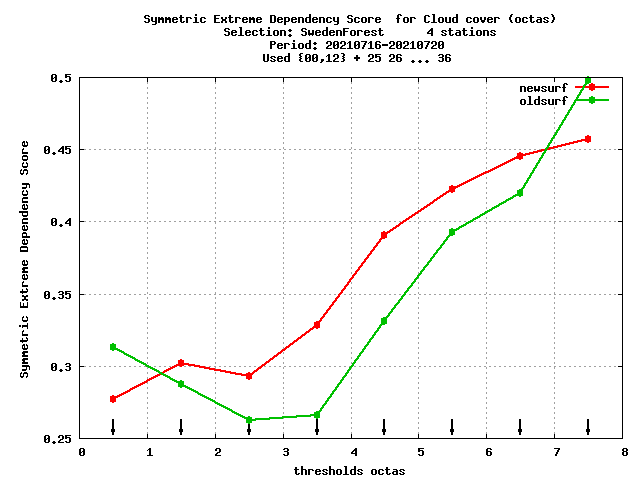 Symmetric Extreme Dependency Score  for Cloud cover (octas)
Selection: SwedenForest      4 stations
Period: 20210716-20210720
Used {00,12} + 25 26 ... 36
newsurf
oldsurf
0.5
0.45
0.4
0.35
0.3
0.25
Symmetric Extreme Dependency Score
0 1 2 3 4 5 6 7 8
thresholds octas